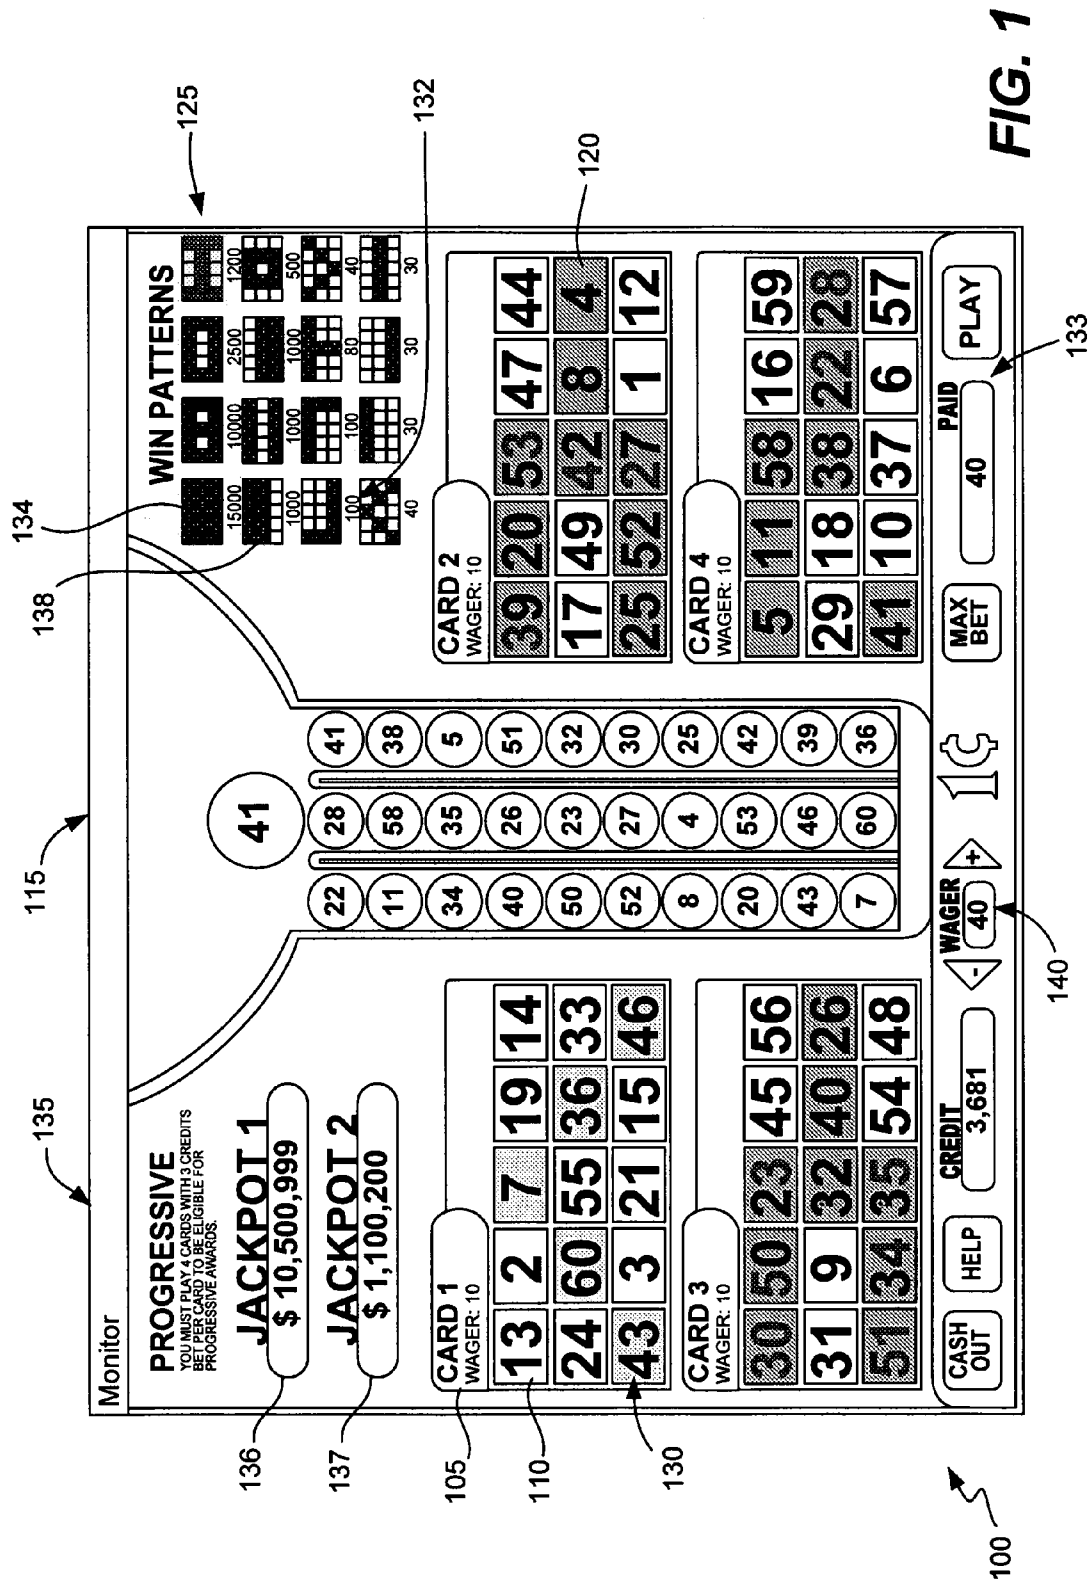 135
115
Monitor
PROGRESSIVE
YOU MUST PLAY 4 CARDS WITH 3 CREDITS
BET PER CARD TO BE ELIGIBLE FOR
PROGRESSIVE AWARDS.
136
JACKPOT 1
$ 10,500,999
137
JACKPOT 2
$ 1,100,200
41
134
138
WIN PATTERNS
125
15000 10000 2500 1200
1000 1000 1000 500
100 100 80 40
40 30 30 30
132
22 28 41
11 58 38
34 35 5
40 26 51
50 23 32
52 27 30
8 4 25
20 53 42
43 46 39
7 60 36
105
CARD 1
WAGER: 10
110
13 2 7 19 14
24 60 55 36 33
43 3 21 15 46
130
CARD 2
WAGER: 10
39 20 53 47 44
17 49 42 8 4
25 52 27 1 12
120
CARD 3
WAGER: 10
30 50 23 45 56
31 9 32 40 26
51 34 35 54 48
CARD 4
WAGER: 10
5 11 58 16 59
29 18 38 22 28
41 10 37 6 57
CASH
OUT
HELP
CREDIT
3,681
-
WAGER
40
+
1¢
MAX
BET
PAID
40
PLAY
140
133
100
FIG. 1